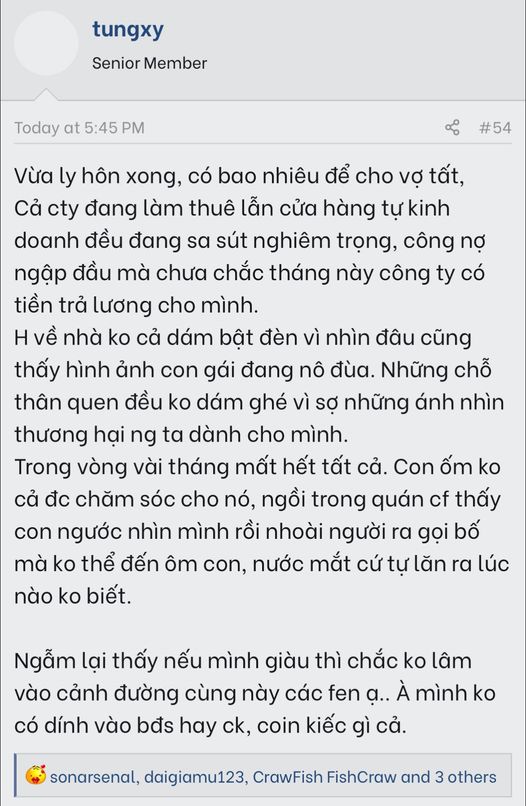 tungxy
Senior Member
Today at 5:45 PM #54
Vừa ly hôn xong, có bao nhiêu để cho vợ tất,
Cả cty đang làm thuê lẫn cửa hàng tự kinh
doanh đều đang sa sút nghiêm trọng, công nợ
ngập đầu mà chưa chắc tháng này công ty có
tiền trả lương cho mình.
H về nhà ko cả dám bật đèn vì nhìn đâu cũng
thấy hình ảnh con gái đang nô đùa. Những chỗ
thân quen đều ko dám ghé vì sợ những ánh nhìn
thương hại ng ta dành cho mình.
Trong vòng vài tháng mất hết tất cả. Con ốm ko
cả đc chăm sóc cho nó, ngồi trong quán cf thấy
con ngước nhìn mình rồi nhoài người ra gọi bố
mà ko thể đến ôm con, nước mắt cứ tự lăn ra lúc
nào ko biết.
Ngẫm lại thấy nếu mình giàu thì chắc ko lâm
vào cảnh đường cùng này các fen ạ.. À mình ko
có dính vào bđs hay ck, coin kiếc gì cả.
sonarsenal, daigiamu123, CrawFish FishCraw and 3 others